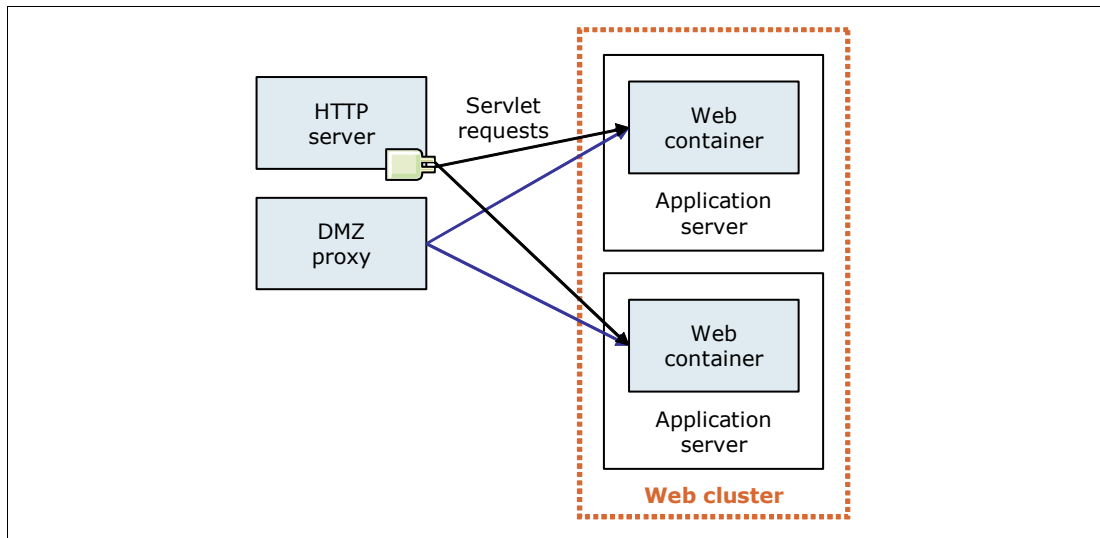 HTTP
server
Servlet
requests
DMZ
proxy
Web
container
Application
server
Web
container
Application
server
Web cluster